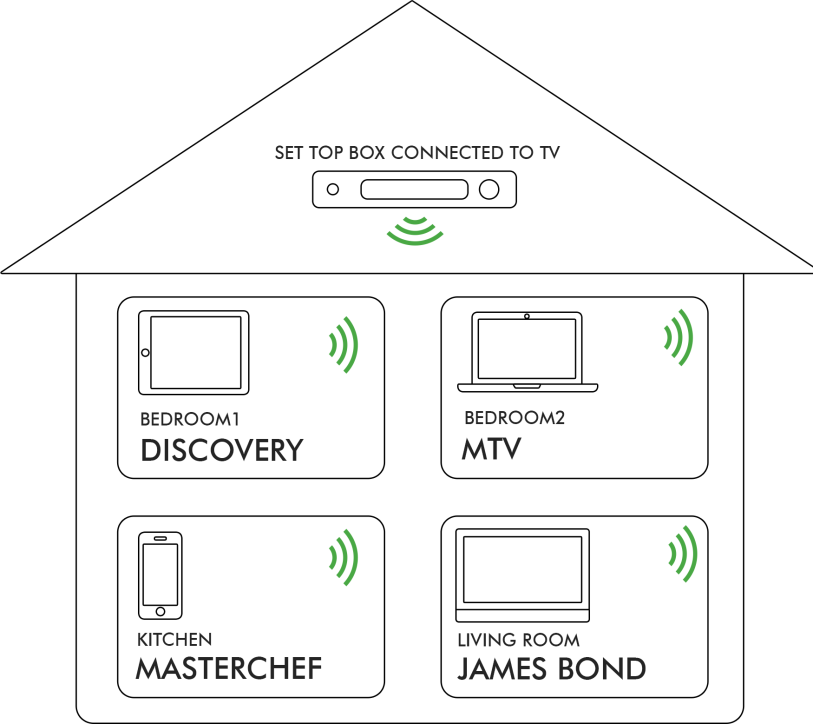 SET TOP BOX CONNECTED TO TV
BEDROOM1
DISCOVERY
BEDROOM2
MTV
KITCHEN
MASTERCHEF
LIVING ROOM
JAMES BOND